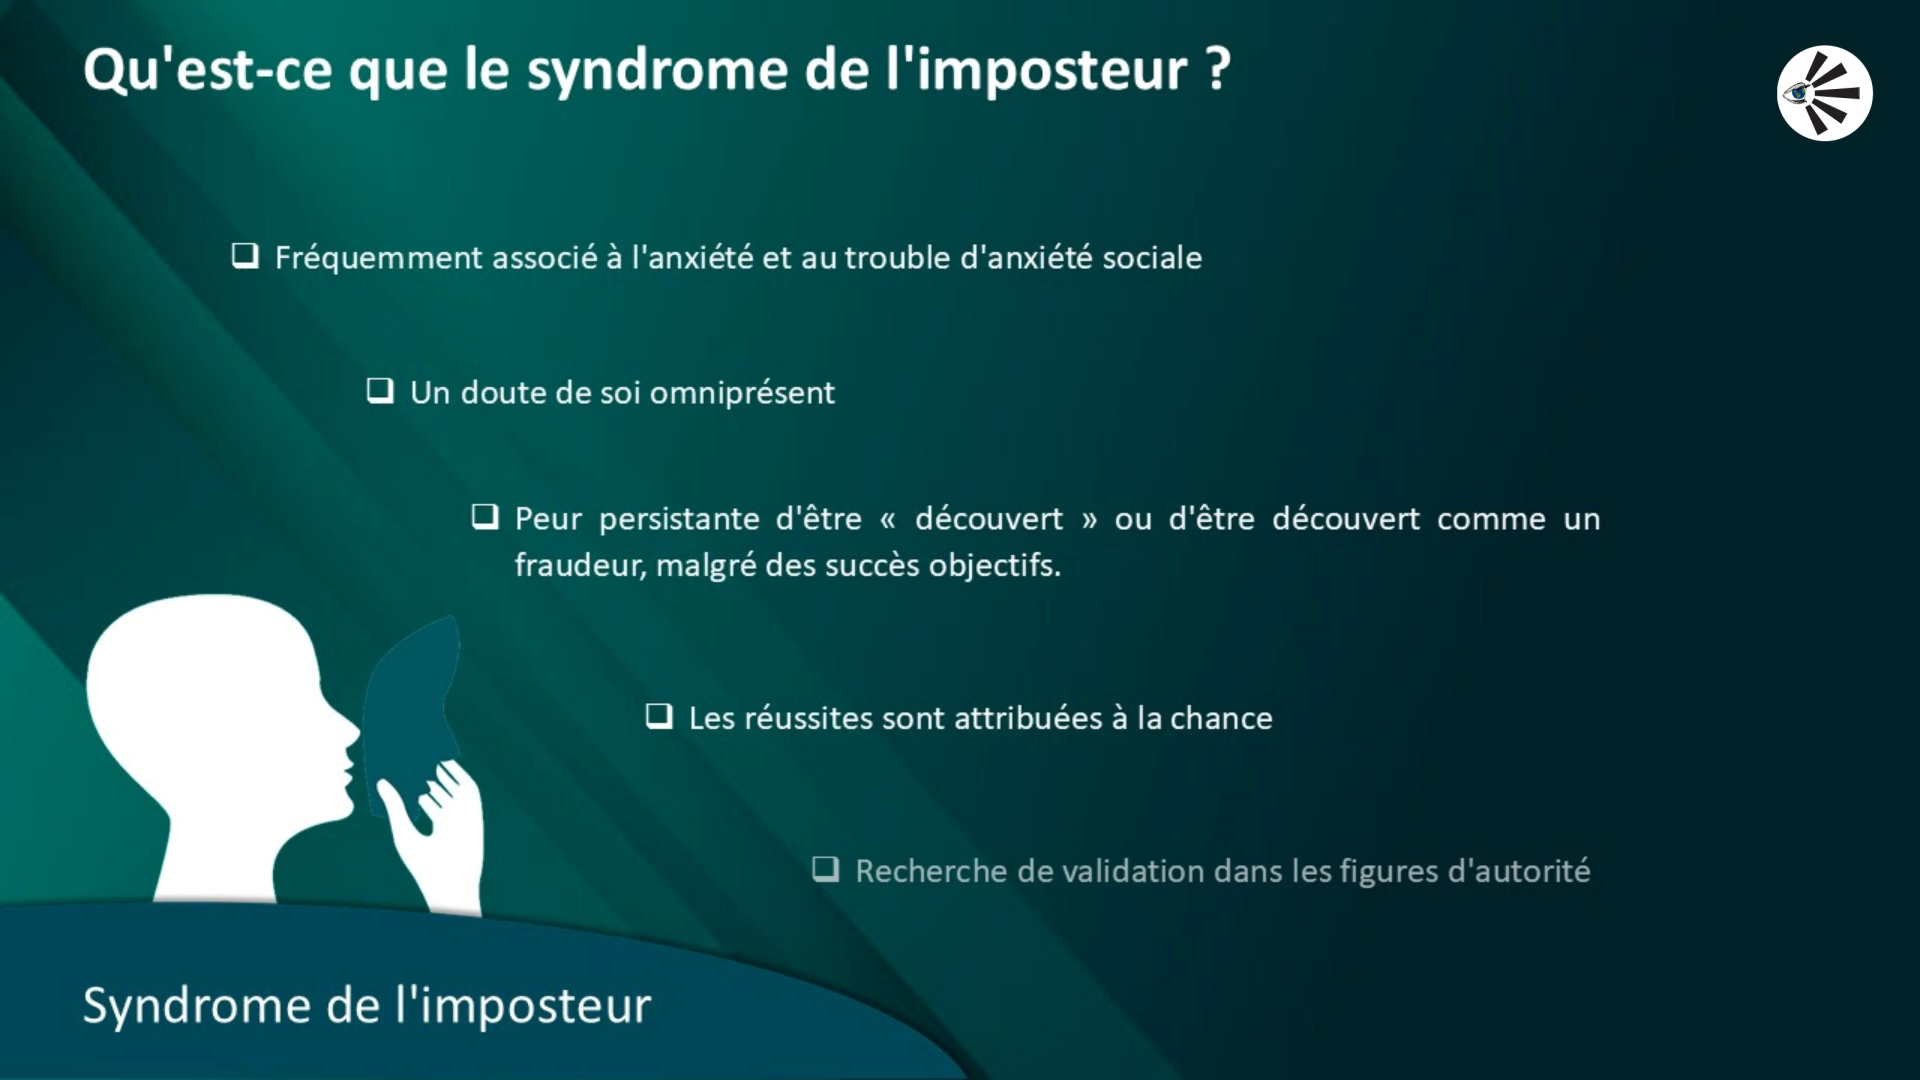 Qu'est-ce que le syndrome de l'imposteur ?
Fréquemment associé à l'anxiété et au trouble d'anxiété sociale
Un doute de soi omniprésent
Peur persistante d'être « découvert » ou d'être découvert comme un
fraudeur, malgré des succès objectifs.
Les réussites sont attribuées à la chance
Recherche de validation dans les figures d'autorité
Syndrome de l'imposteur